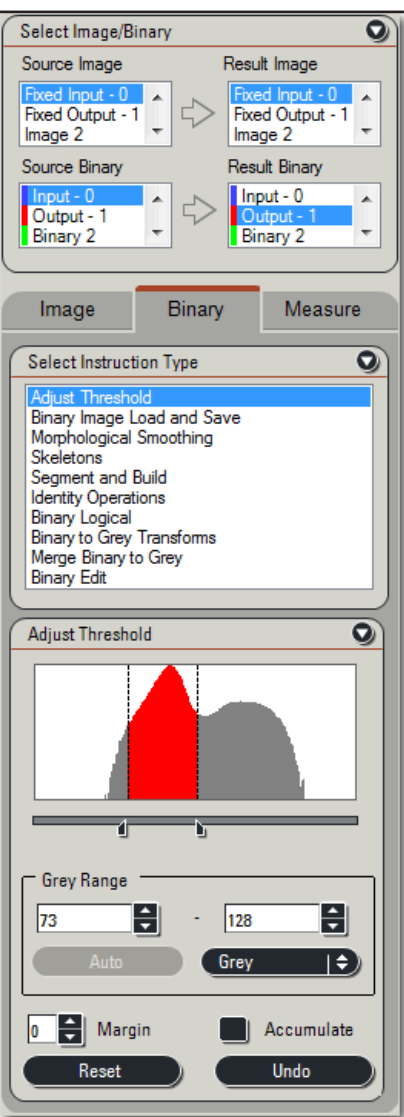 Select Image/Binary
Source Image Result Image
Fixed Input - 0 Fixed Input - 0
Fixed Output - 1 Fixed Output - 1
Image 2 Image 2
Source Binary Result Binary
Input - 0 Input - 0
Output - 1 Output - 1
Binary 2 Binary 2
Image Binary Measure
Select Instruction Type
Adjust Threshold
Binary Image Load and Save
Morphological Smoothing
Skeletons
Segment and Build
Identity Operations
Binary Logical
Binary to Grey Transforms
Merge Binary to Grey
Binary Edit
Adjust Threshold
Grey Range
73 - 128
Auto Grey
0 Margin Accumulate
Reset Undo